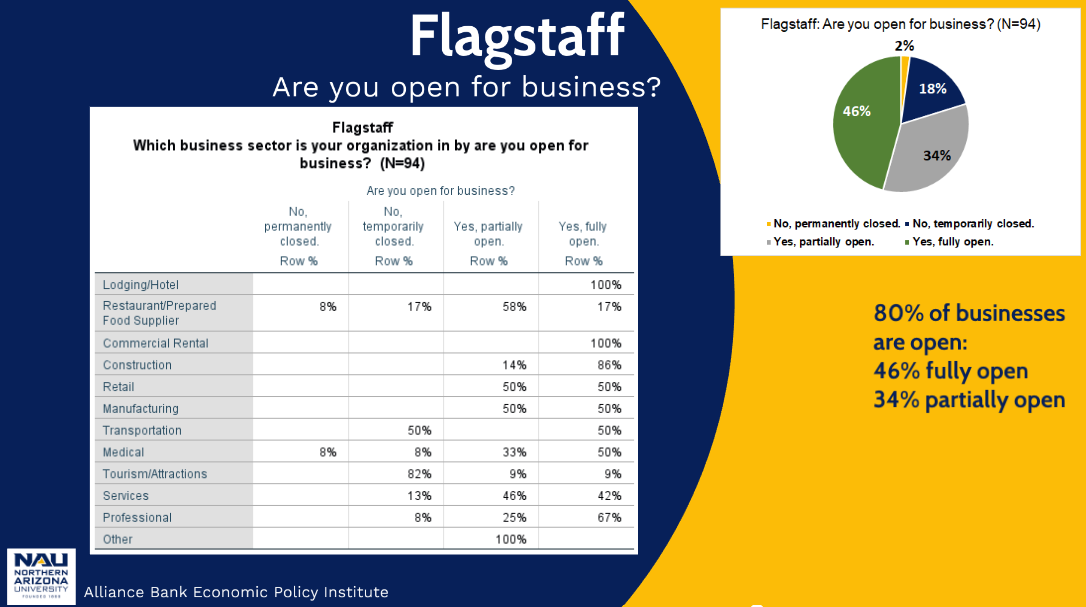 Flagstaff
Are you open for business?
Flagstaff
Which business sector is your organization in by are you open for
business? (N=94)
Are you open for business?
No, permanently closed. No, temporarily closed. Yes, partially open. Yes, fully open.
Row % Row % Row % Row %
Lodging/Hotel 100%
Restaurant/Prepared Food Supplier 8% 17% 58% 17%
Commercial Rental 100%
Construction 14% 86%
Retail 50% 50%
Manufacturing 50% 50%
Transportation 50% 50%
Medical 8% 8% 33% 50%
Tourism/Attractions 82% 9% 9%
Services 13% 46% 42%
Professional 8% 25% 67%
Other 100%
Flagstaff: Are you open for business? (N=94)
2%
18%
46%
34%
No, permanently closed. No, temporarily closed.
Yes, partially open. Yes, fully open.
80% of businesses
are open:
46% fully open
34% partially open
NAU
NORTHERN
ARIZONA
UNIVERSITY
FOUNDED 1899
Alliance Bank Economic Policy Institute